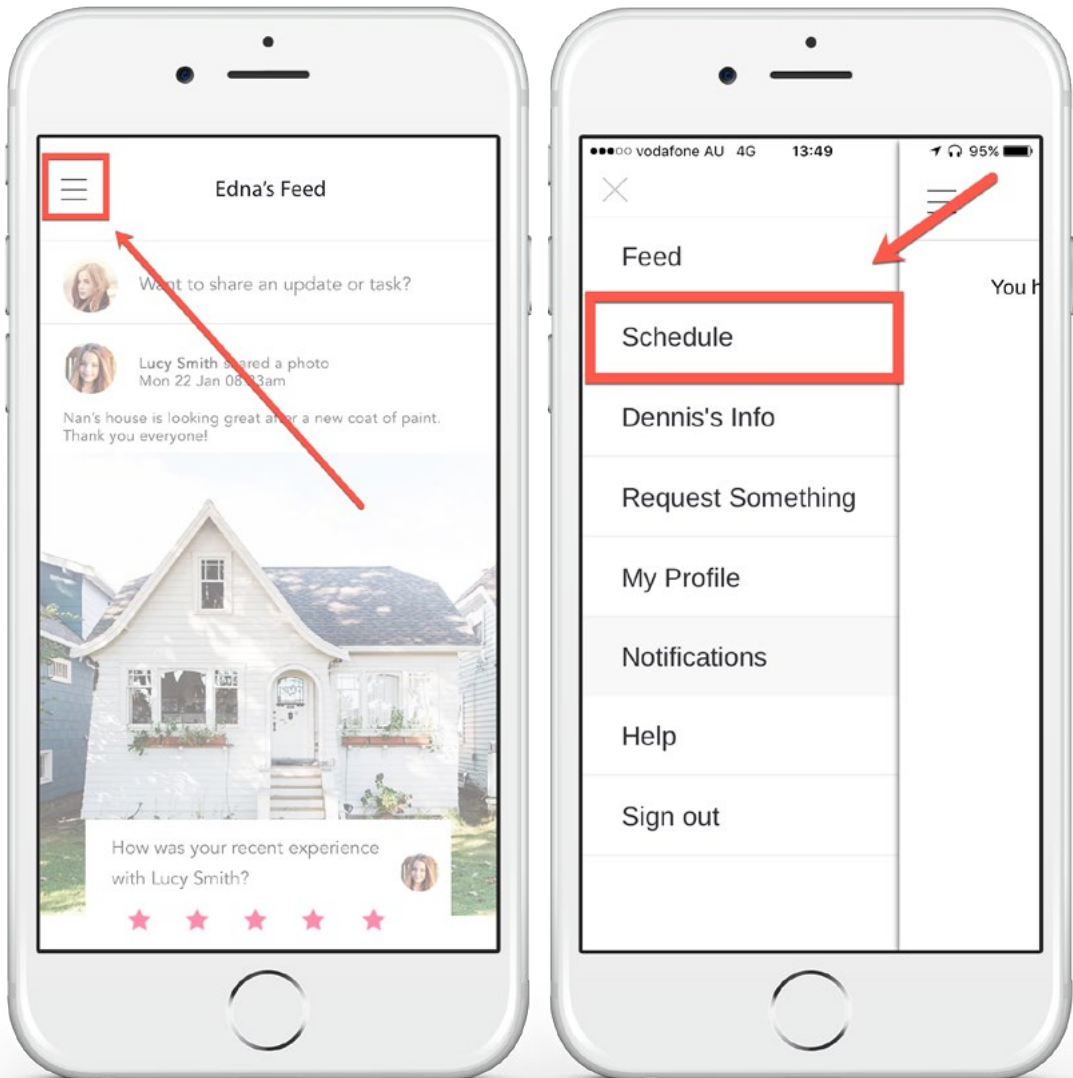 Edna's Feed
Want to share an update or task?
Lucy Smith shared a photo
Mon 22 Jan 08:33am
Nan's house is looking great after a new coat of paint.
Thank you everyone!
How was your recent experience
with Lucy Smith?
vodafone AU 4G 13:49 95%
Feed
You h
Schedule
Dennis's Info
Request Something
My Profile
Notifications
Help
Sign out